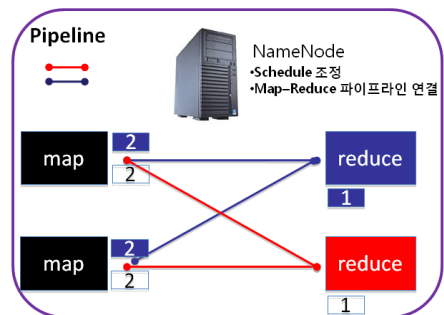 Pipeline
NameNode
•Schedule 조정
•Map–Reduce 파이프라인 연결
map
2
2
reduce
1
map
2
2
reduce
1